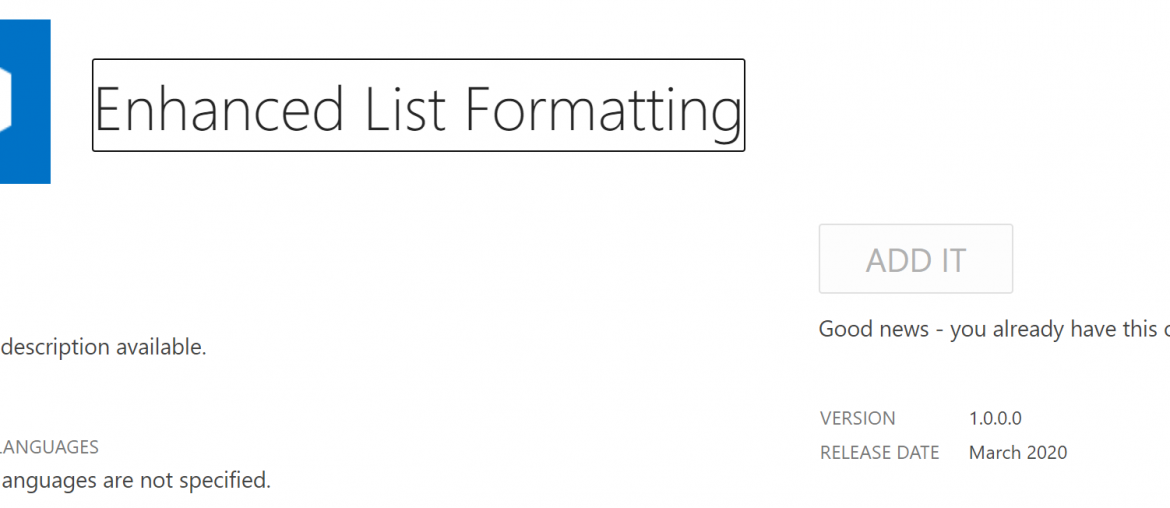 Enhanced List Formatting
ADD IT
Good news - you already have this
description available.
VERSION 1.0.0.0
LANGUAGES
RELEASE DATE March 2020
languages are not specified.